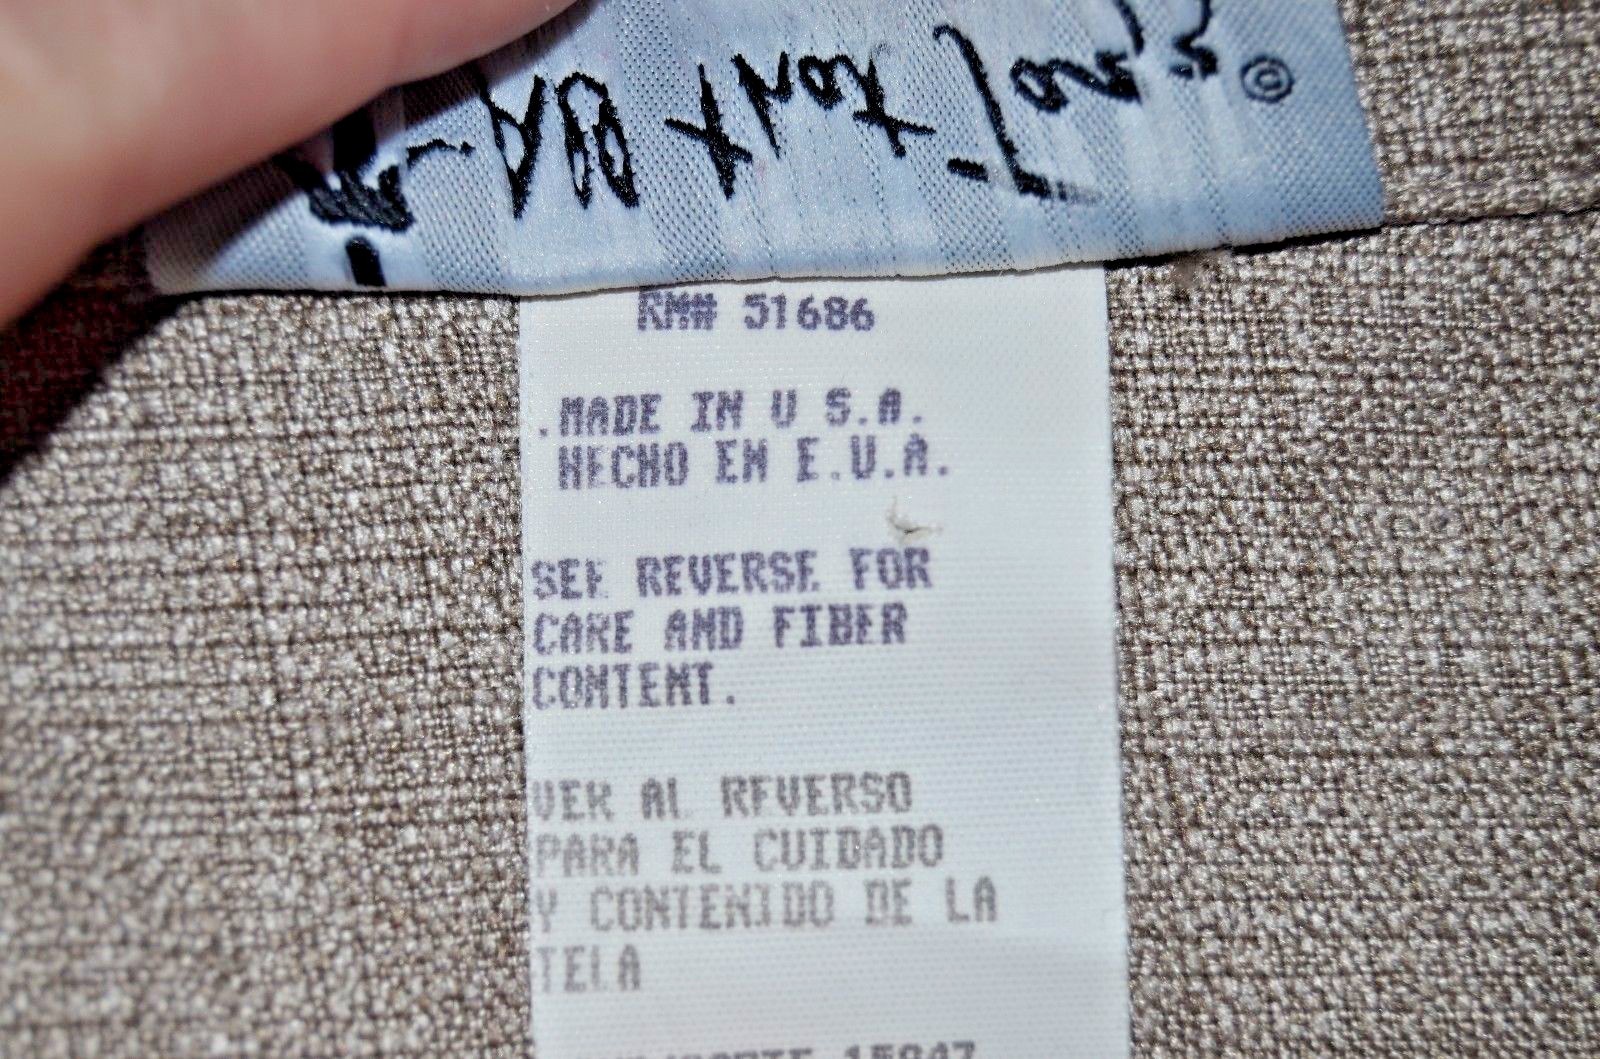 ©
RN# 51686
.MADE IN U S.A.
HECHO EN E.U.A.
SEE REVERSE FOR
CARE AND FIBER
CONTENT.
VER AL REVERSO
PARA EL CUIDADO
Y CONTENIDO DE LA
TELA
15847